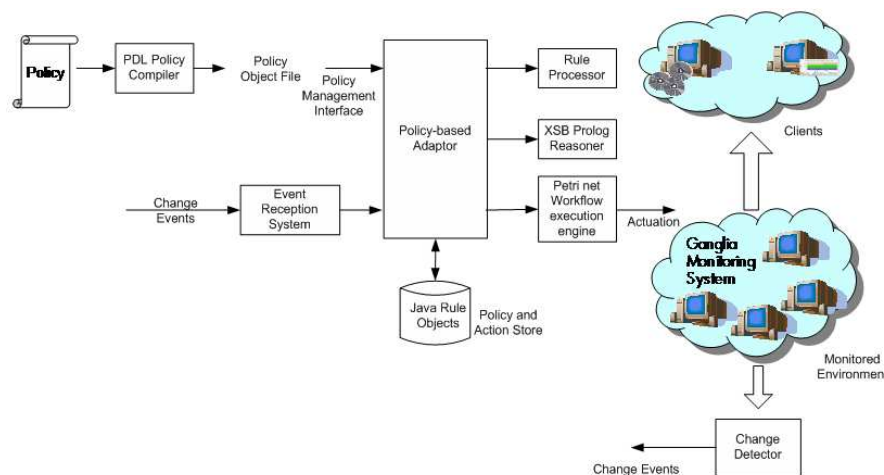 Policy
PDL Policy
Compiler
Policy
Object File
Policy
Management
Interface
Policy-based
Adaptor
Rule
Processor
XSB Prolog
Reasoner
Petri net
Workflow
execution
engine
Actuation
Clients
Change
Events
Event
Reception
System
Java Rule
Objects
Policy and
Action Store
Ganglia
Monitoring
System
Monitored
Environmen
Change
Detector
Change Events